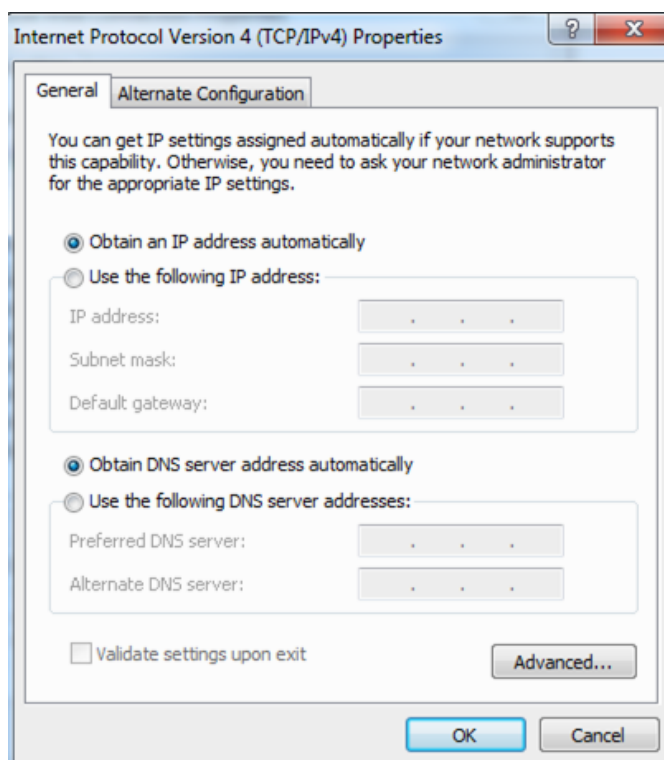 Internet Protocol Version 4 (TCP/IPv4) Properties
General
Alternate Configuration
You can get IP settings assigned automatically if your network supports
this capability. Otherwise, you need to ask your network administrator
for the appropriate IP settings.
Obtain an IP address automatically
Use the following IP address:
IP address:
Subnet mask:
Default gateway:
Obtain DNS server address automatically
Use the following DNS server addresses:
Preferred DNS server:
Alternate DNS server:
Validate settings upon exit
Advanced...
OK
Cancel